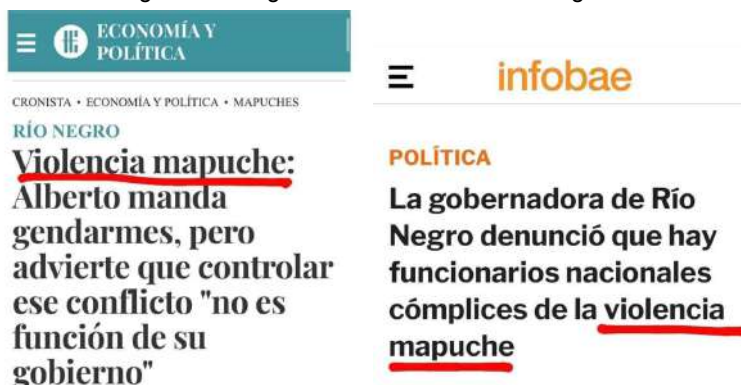 ECONOMÍA Y
POLÍTICA
CRONISTA • ECONOMÍA Y POLÍTICA • MAPUCHES
RÍO NEGRO
Violencia mapuche:
Alberto manda
gendarmes, pero
advierte que controlar
ese conflicto "no es
función de su
gobierno"
infobae
POLÍTICA
La gobernadora de Río
Negro denunció que hay
funcionarios nacionales
cómplices de la violencia
mapuche